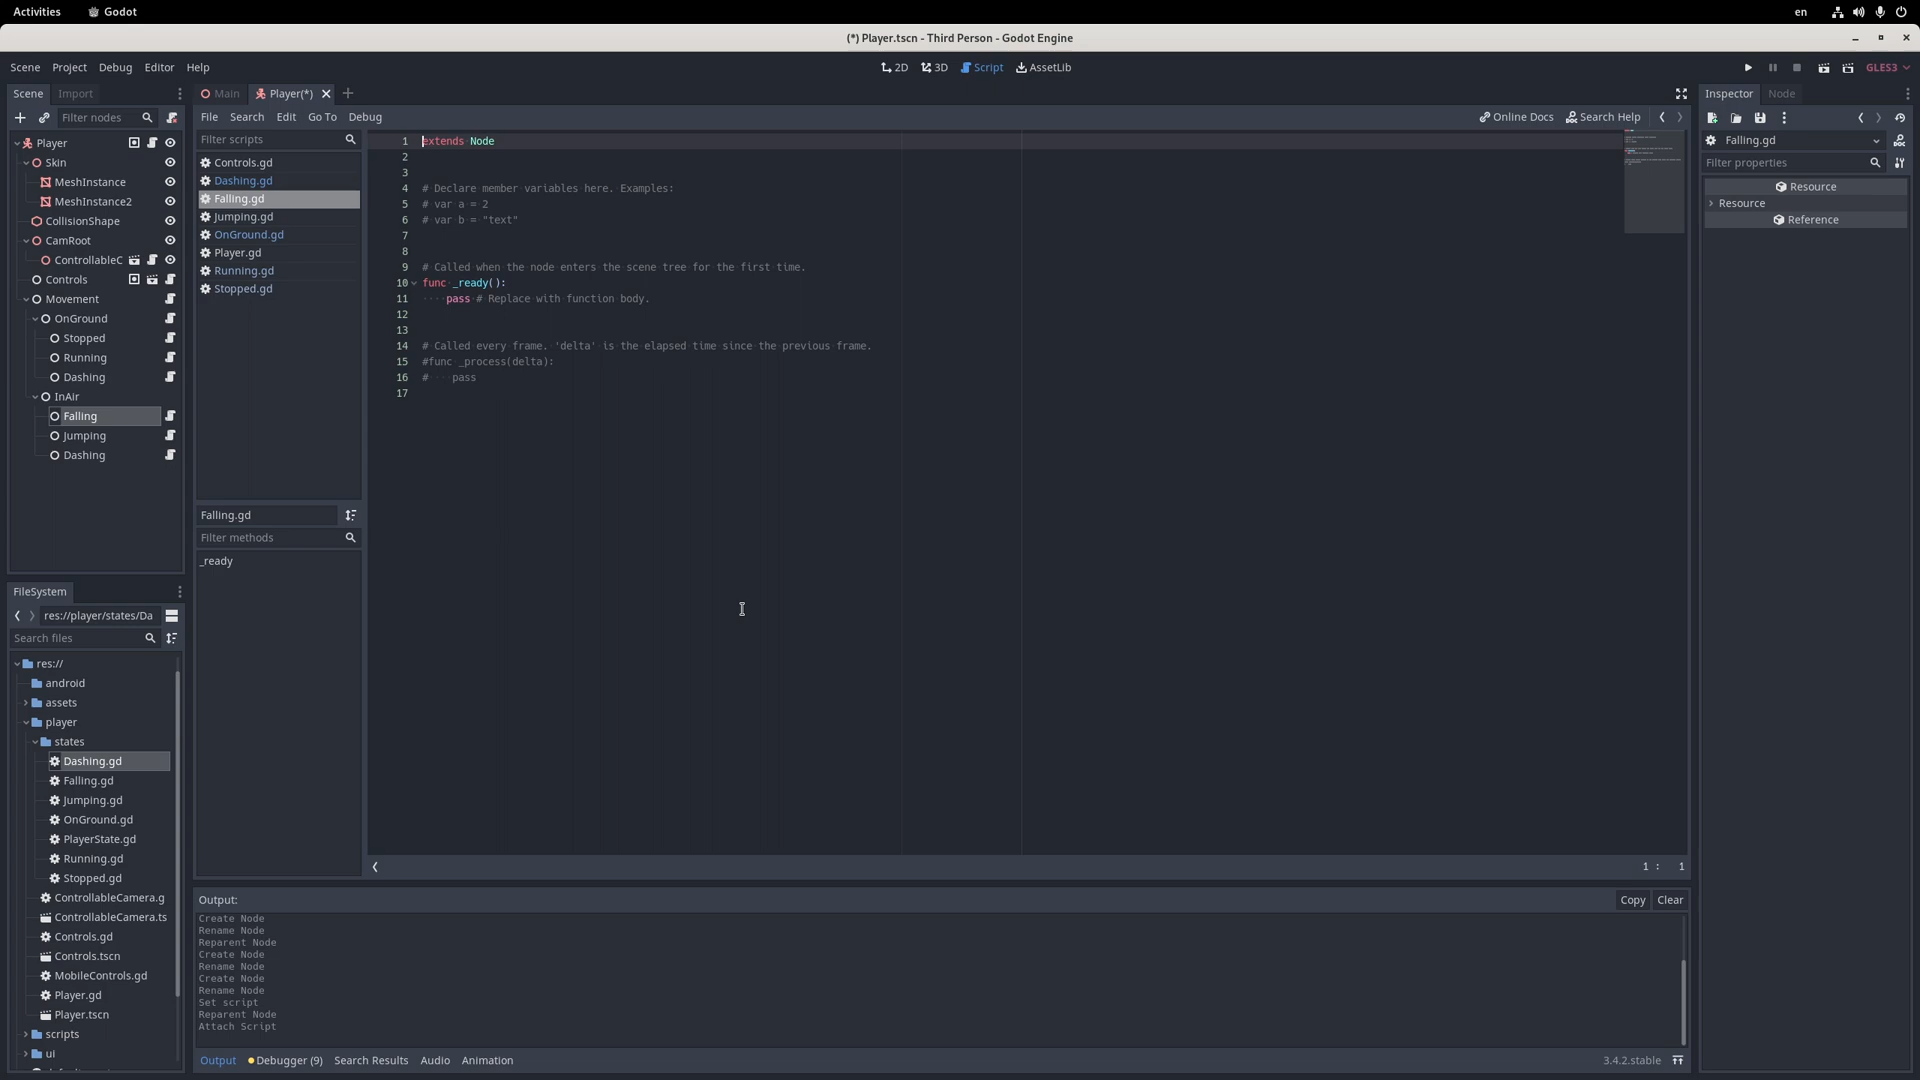 Activities
Godot
en
(*) Player.tscn - Third Person - Godot Engine
Scene Project Debug Editor Help
2D 3D Script AssetLib
GLES3
Scene Import
Filter nodes
Player
Skin
MeshInstance
MeshInstance2
CollisionShape
CamRoot
ControllableC
Controls
Movement
OnGround
Stopped
Running
Dashing
InAir
Falling
Jumping
Dashing
FileSystem
res://player/states/Da
Search files
res://
android
assets
player
states
Dashing.gd
Falling.gd
Jumping.gd
OnGround.gd
PlayerState.gd
Running.gd
Stopped.gd
ControllableCamera.g
ControllableCamera.ts
Controls.gd
Controls.tscn
MobileControls.gd
Player.gd
Player.tscn
scripts
ui
Main Player(*)
File Search Edit Go To Debug
Online Docs Search Help
Filter scripts
Controls.gd
Dashing.gd
Falling.gd
Jumping.gd
OnGround.gd
Player.gd
Running.gd
Stopped.gd
Falling.gd
Filter methods
_ready
1 extends Node
2
3
4 # Declare member variables here. Examples:
5 # var a = 2
6 # var b = "text"
7
8
9 # Called when the node enters the scene tree for the first time.
10 func _ready():
11 pass # Replace with function body.
12
13
14 # Called every frame. 'delta' is the elapsed time since the previous frame.
15 #func _process(delta):
16 # pass
17
1 : 1
Output:
Copy Clear
Create Node
Rename Node
Reparent Node
Create Node
Rename Node
Create Node
Rename Node
Set script
Reparent Node
Attach Script
Output Debugger (9) Search Results Audio Animation
3.4.2.stable
Inspector Node
Falling.gd
Filter properties
Resource
Resource
Reference